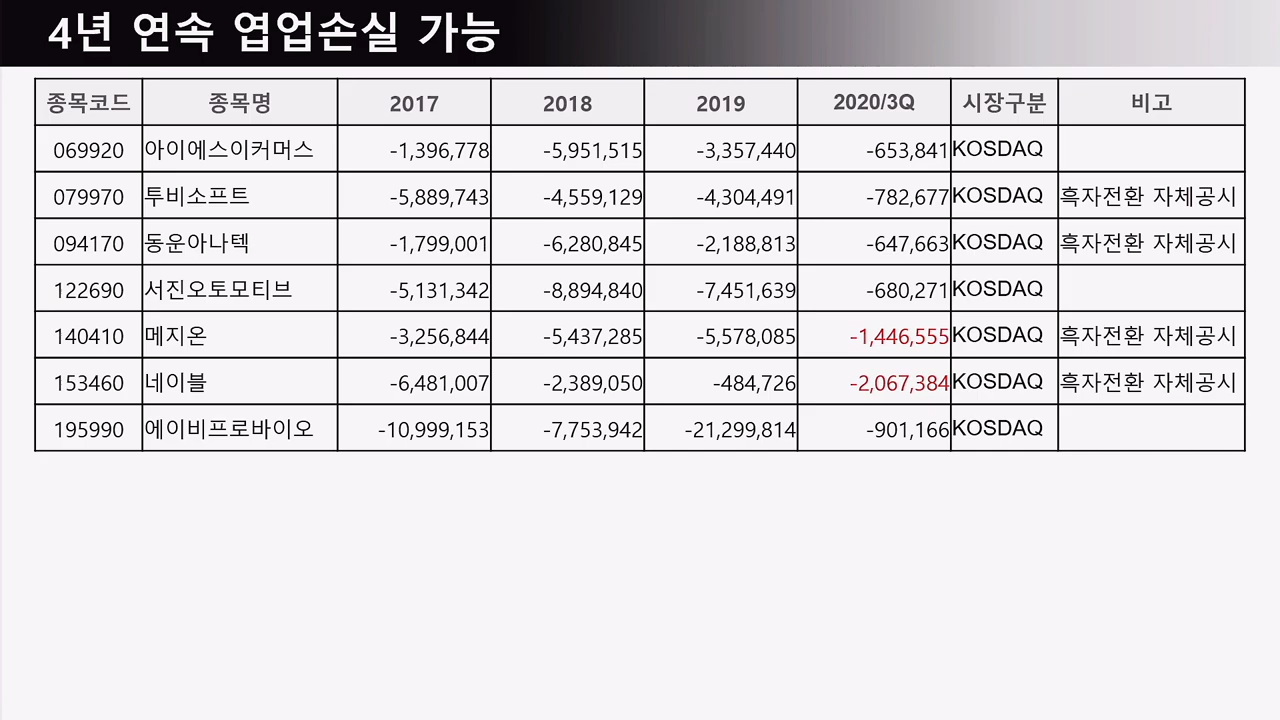 4년 연속 엽업손실 가능
종목코드 종목명 2017 2018 2019 2020/3Q 시장구분 비고
069920 아이에스이커머스 -1,396,778 -5,951,515 -3,357,440 -653,841 KOSDAQ
079970 투비소프트 -5,889,743 -4,559,129 -4,304,491 -782,677 KOSDAQ 흑자전환 자체공시
094170 동운아나텍 -1,799,001 -6,280,845 -2,188,813 -647,663 KOSDAQ 흑자전환 자체공시
122690 서진오토모티브 -5,131,342 -8,894,840 -7,451,639 -680,271 KOSDAQ
140410 메지온 -3,256,844 -5,437,285 -5,578,085 -1,446,555 KOSDAQ 흑자전환 자체공시
153460 네이블 -6,481,007 -2,389,050 -484,726 -2,067,384 KOSDAQ 흑자전환 자체공시
195990 에이비프로바이오 -10,999,153 -7,753,942 -21,299,814 -901,166 KOSDAQ